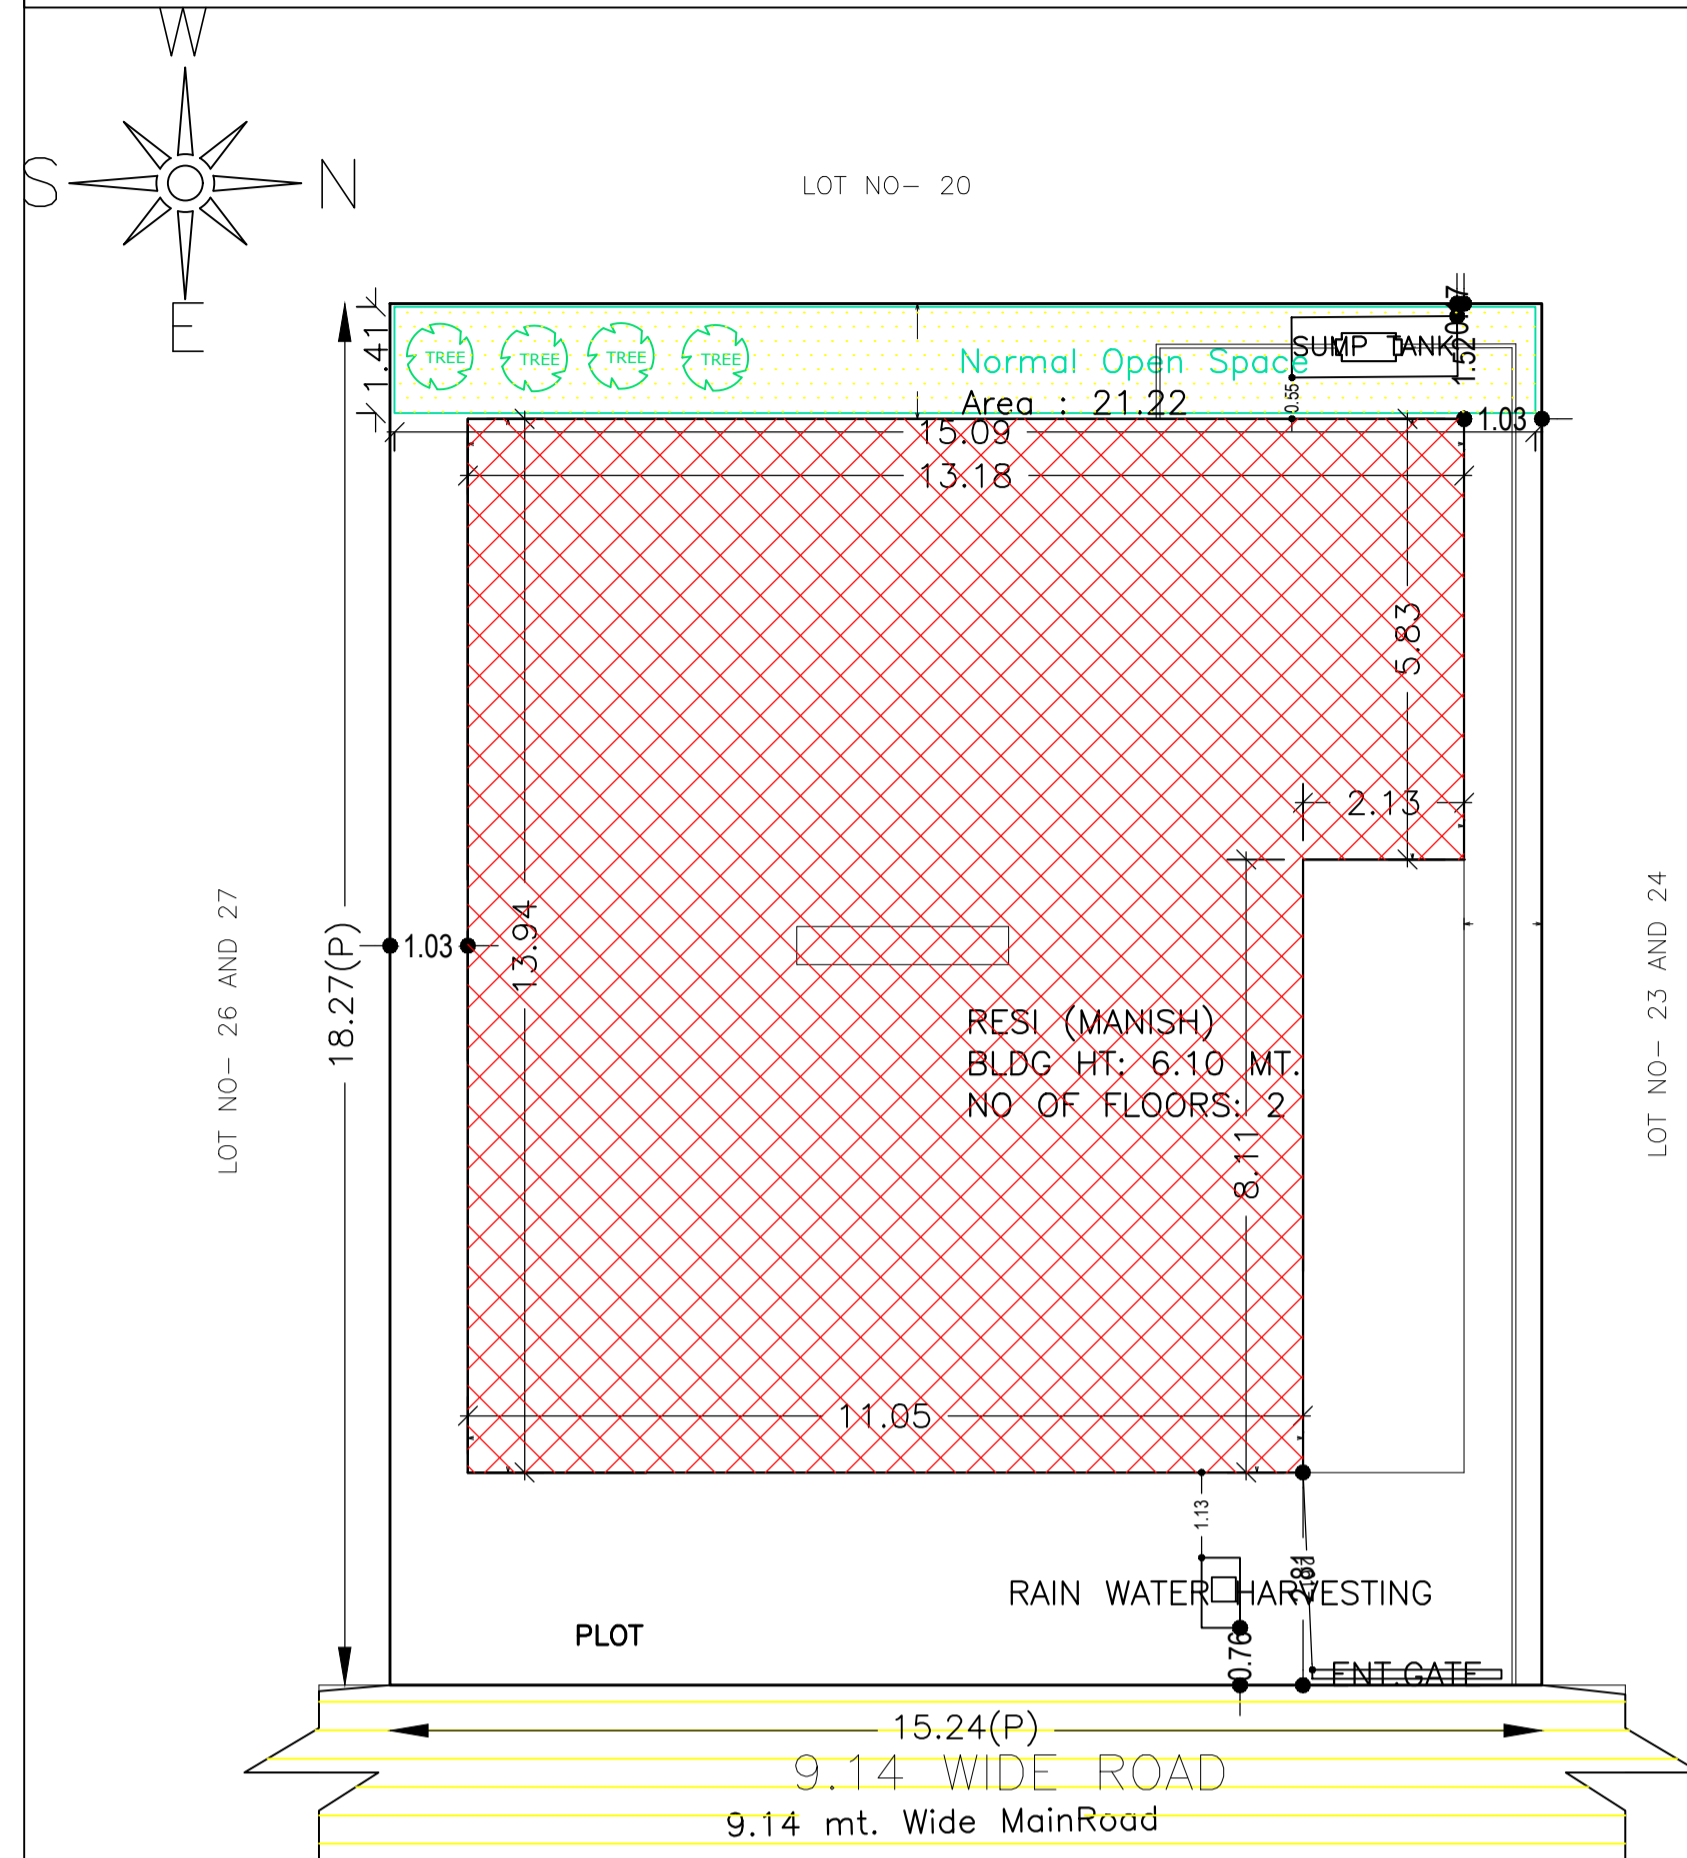 W
S
N
E
LOT NO- 20
1.41
TREE
TREE
TREE
TREE
Normal Open Space
Area : 21.22
SUMP TANK
1.52
0.55
1.03
15.09
13.18
5.83
2.13
LOT NO- 26 AND 27
18.27(P)
1.03
13.94
LOT NO- 23 AND 24
RESI (MANISH)
BLDG HT: 6.10 MT.
NO OF FLOORS: 2
8.11
11.05
1.13
2.81
RAIN WATER HARVESTING
PLOT
0.76
ENT.GATE
15.24(P)
9.14 WIDE ROAD
9.14 mt. Wide MainRoad